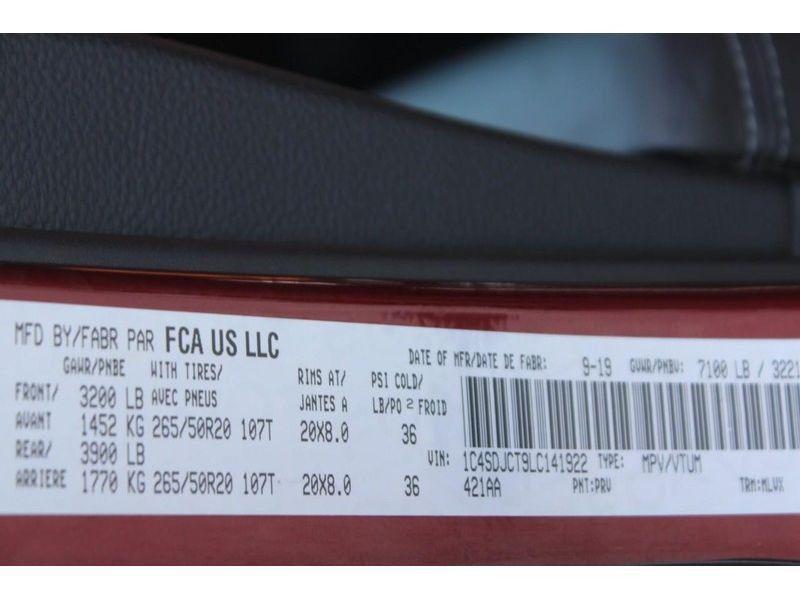 MFD BY/FABR PAR FCA US LLC
DATE OF MFR/DATE DE FABR: 9-19 GVWR/PNBV: 7100 LB / 3221
GAWR/PNBE WITH TIRES/ RIMS AT/ PSI COLD/
FRONT/ 3200 LB AVEC PNEUS JANTES A LB/PO 2 FROID
AVANT 1452 KG 265/50R20 107T 20X8.0 36
REAR/ 3900 LB
ARRIERE 1770 KG 265/50R20 107T 20X8.0 36
VIN: 1C4SDJCT9LC141922 TYPE: MPV/VTUM
421AA PNT:PRV TRM:MLVX